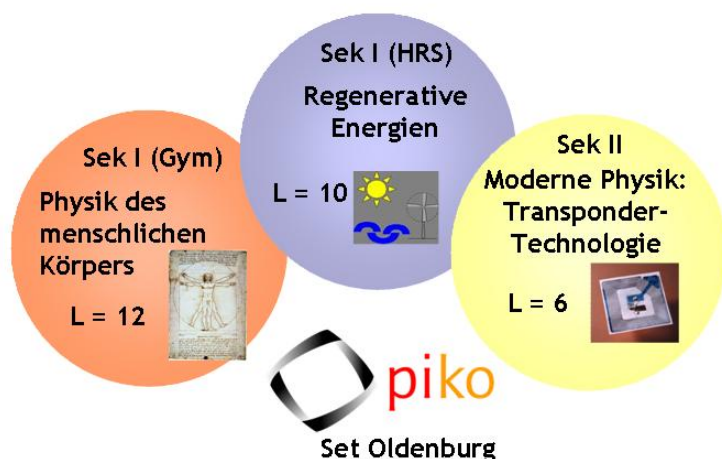 Sek I (HRS)
Regenerative
Energien
L = 10
Sek I (Gym)
Physik des
menschlichen
Körpers
L = 12
Sek II
Moderne Physik:
Transponder-
Technologie
L = 6
piko
Set Oldenburg